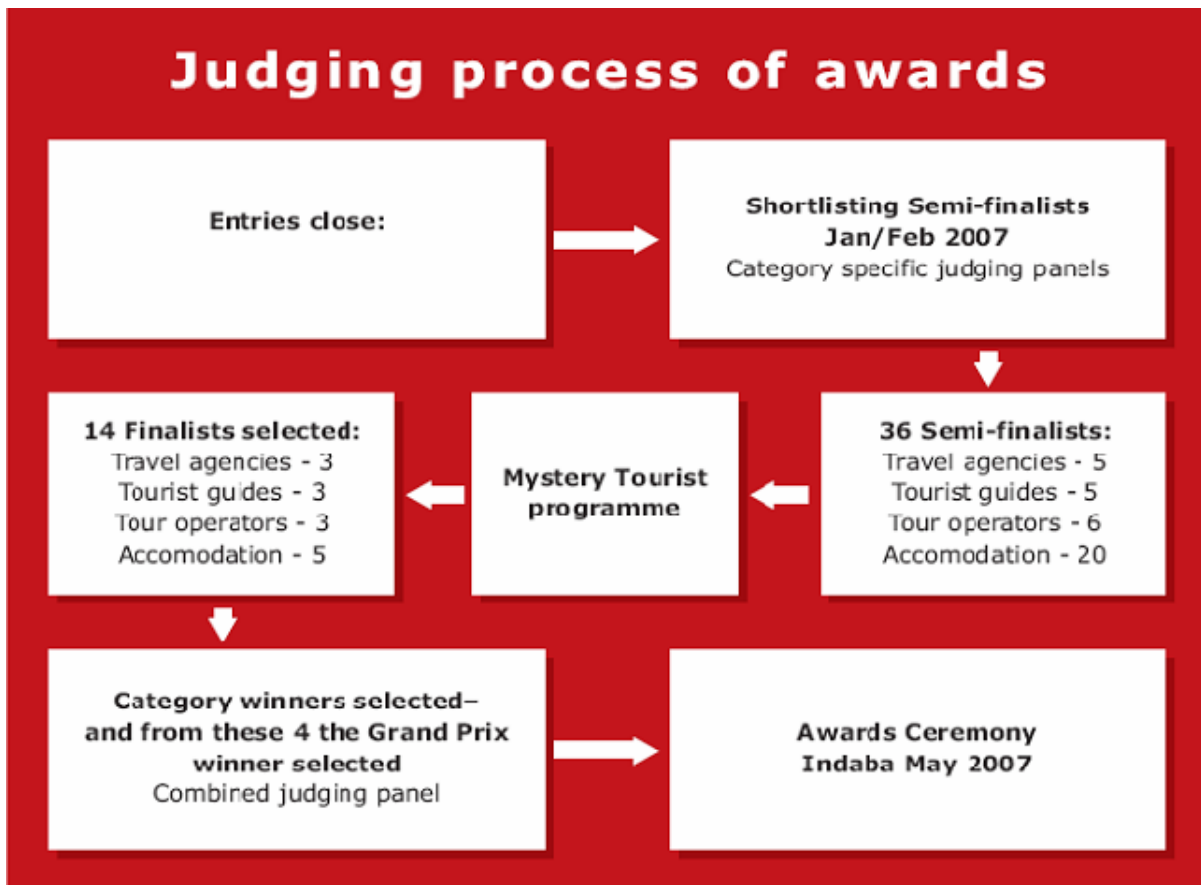 Judging process of awards
Entries close:
Shortlisting Semi-finalists
Jan/Feb 2007
Category specific judging panels
36 Semi-finalists:
Travel agencies - 5
Tourist guides - 5
Tour operators - 6
Accomodation - 20
Mystery Tourist
programme
14 Finalists selected:
Travel agencies - 3
Tourist guides - 3
Tour operators - 3
Accomodation - 5
Category winners selected–
and from these 4 the Grand Prix
winner selected
Combined judging panel
Awards Ceremony
Indaba May 2007